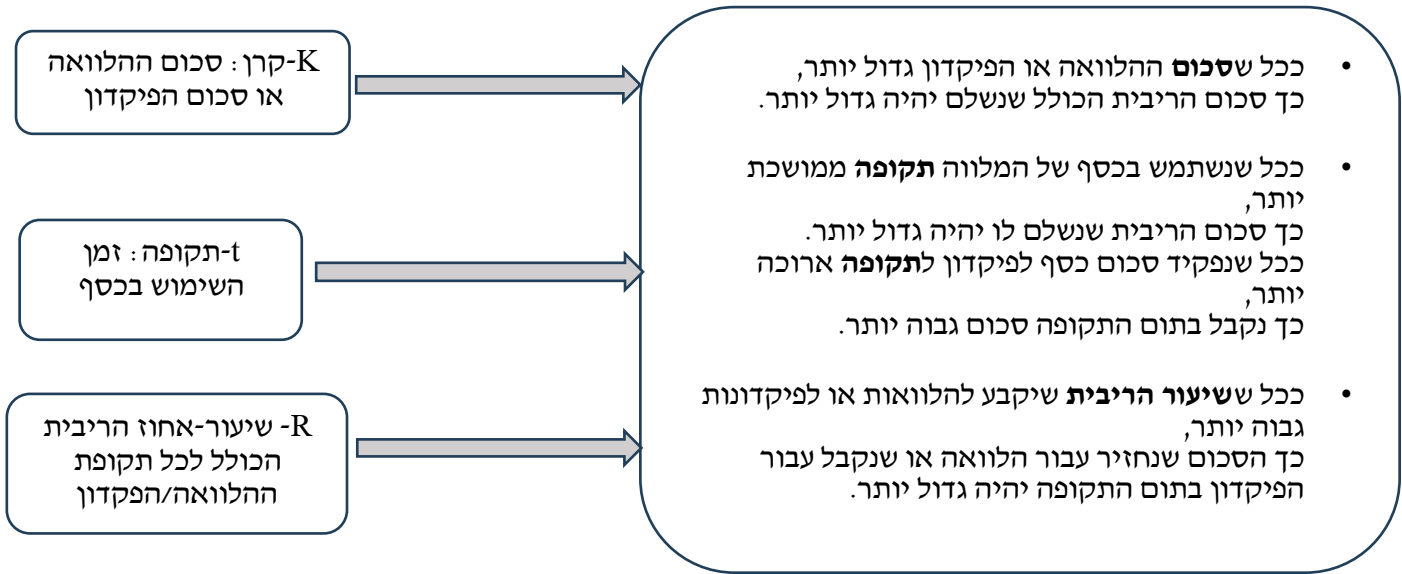 K-קרן: סכום ההלוואה
או סכום הפיקדון
t-תקופה: זמן
השימוש בכסף
R- שיעור-אחוז הריבית
הכולל לכל תקופת
ההלוואה/הפקדון
• ככל שסכום ההלוואה או הפיקדון גדול יותר,
כך סכום הריבית הכולל שנשלם יהיה גדול יותר.
• ככל שנשתמש בכסף של המלווה תקופה ממושכת
יותר,
כך סכום הריבית שנשלם לו יהיה גדול יותר.
ככל שנפקיד סכום כסף לפיקדון לתקופה ארוכה
יותר,
כך נקבל בתום התקופה סכום גבוה יותר.
• ככל ששיעור הריבית שיקבע להלוואות או לפיקדונות
גבוה יותר,
כך הסכום שנחזיר עבור הלוואה או שנקבל עבור
הפיקדון בתום התקופה יהיה גדול יותר.